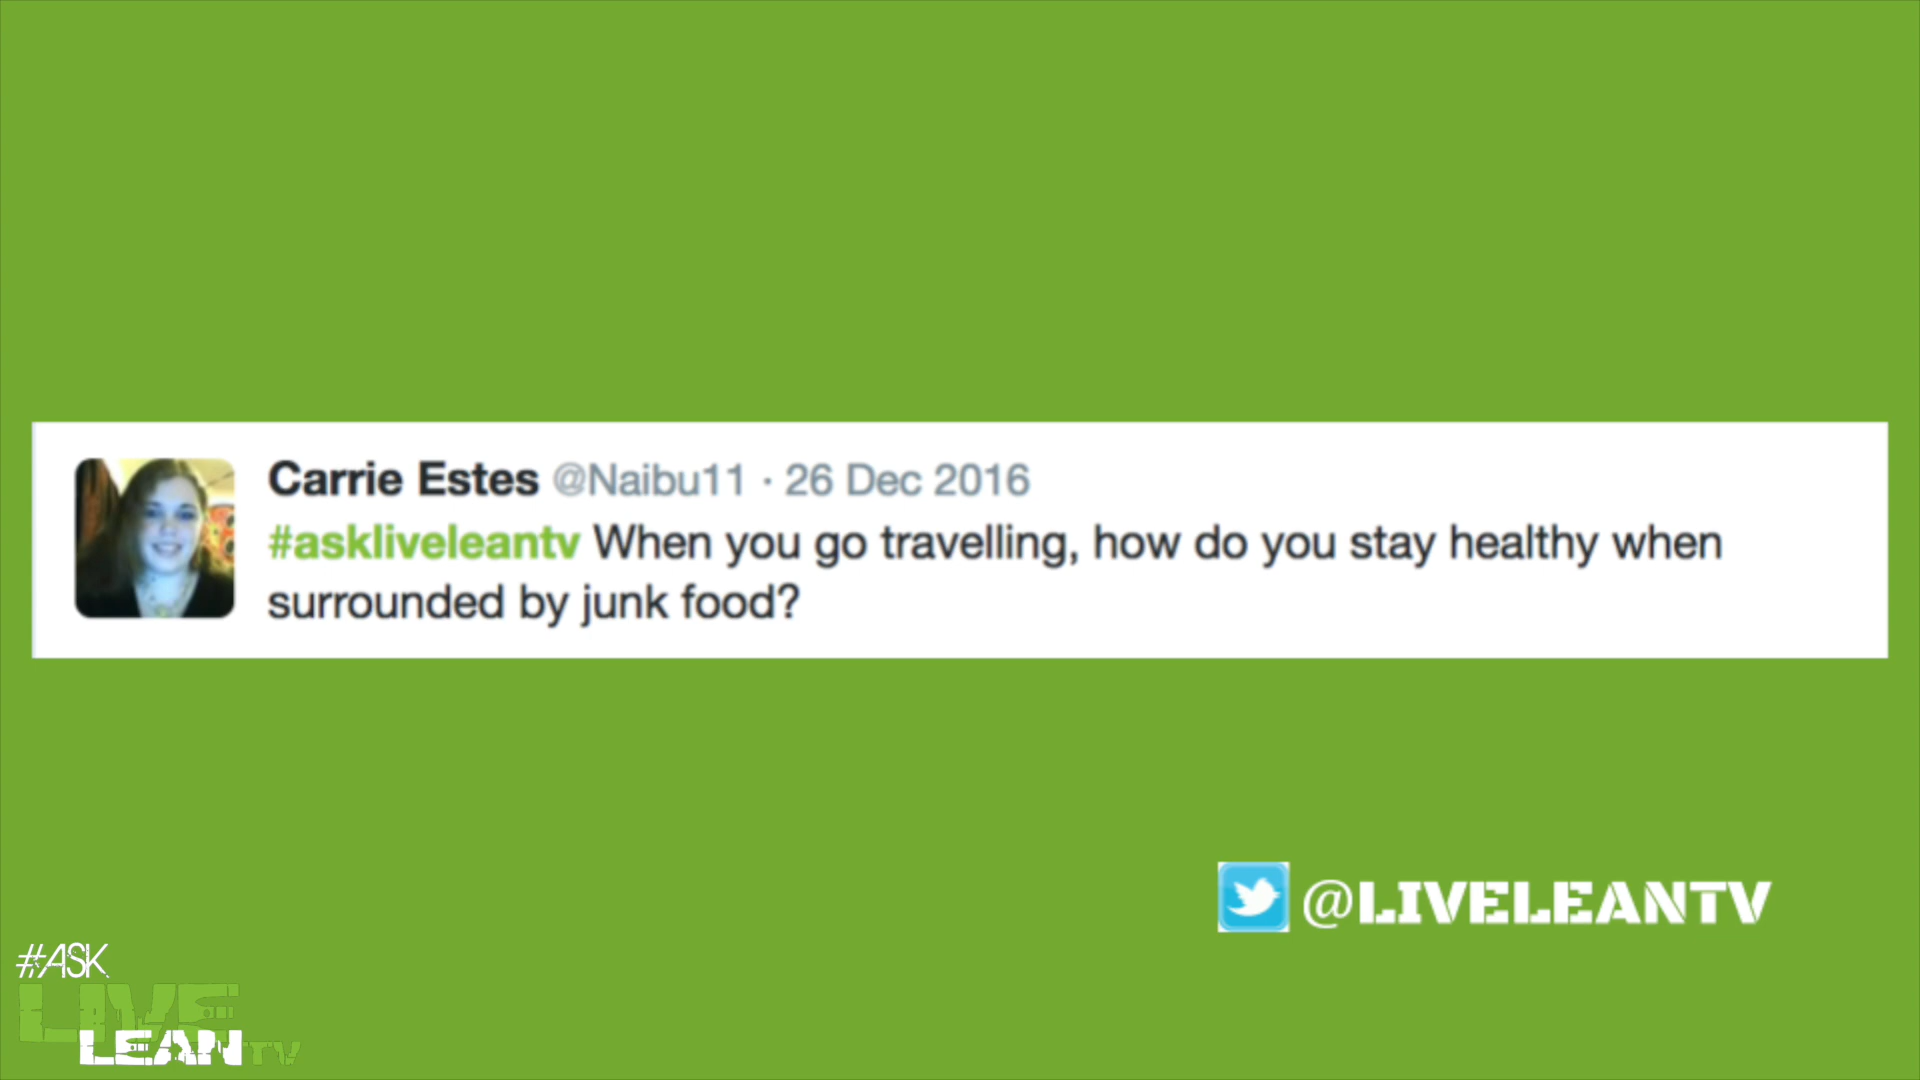 Carrie Estes @Naibu11 · 26 Dec 2016
#askliveleantv When you go travelling, how do you stay healthy when
surrounded by junk food?
@LIVELEANTV
#ASK
LIVE
LEAN TV